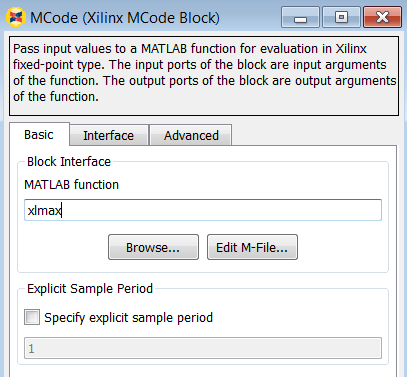 MCode (Xilinx MCode Block)
Pass input values to a MATLAB function for evaluation in Xilinx
fixed-point type. The input ports of the block are input arguments
of the function. The output ports of the block are output arguments
of the function.
Basic Interface Advanced
Block Interface
MATLAB function
xlmax
Browse... Edit M-File...
Explicit Sample Period
Specify explicit sample period
1